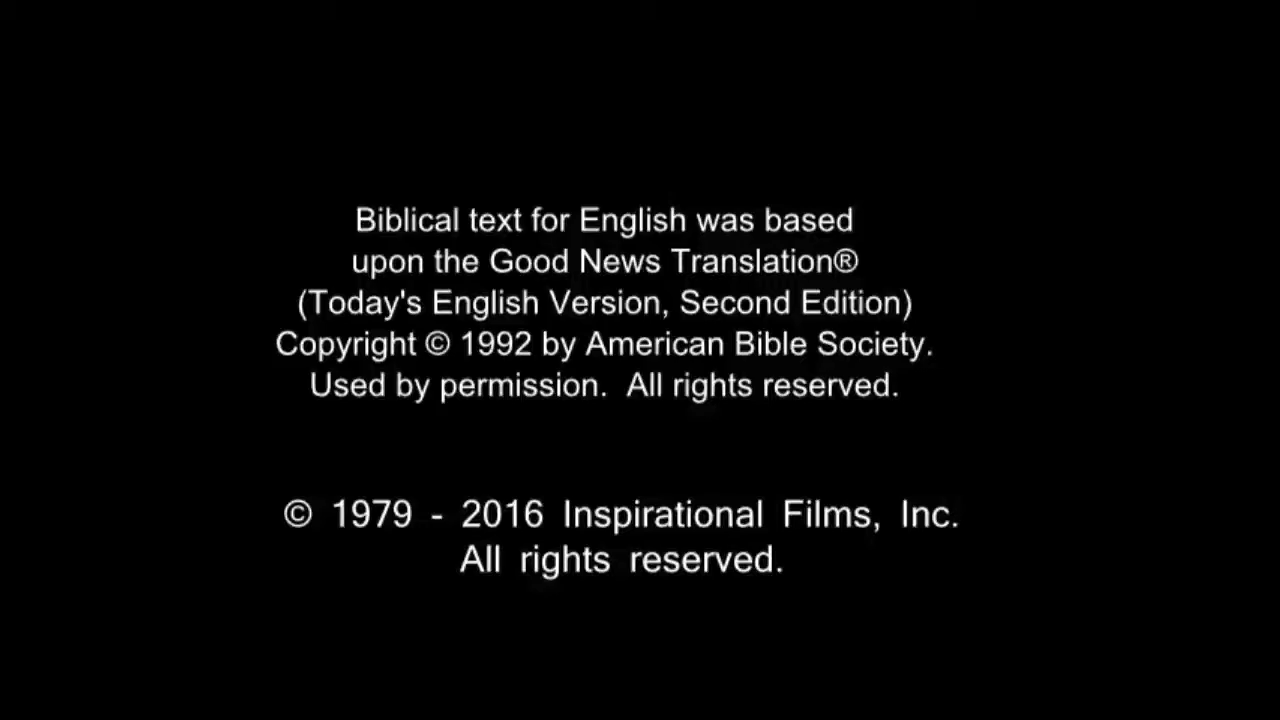 Biblical text for English was based
upon the Good News Translation®
(Today's English Version, Second Edition)
Copyright © 1992 by American Bible Society.
Used by permission.  All rights reserved.
© 1979 - 2016 Inspirational Films, Inc.
All rights reserved.